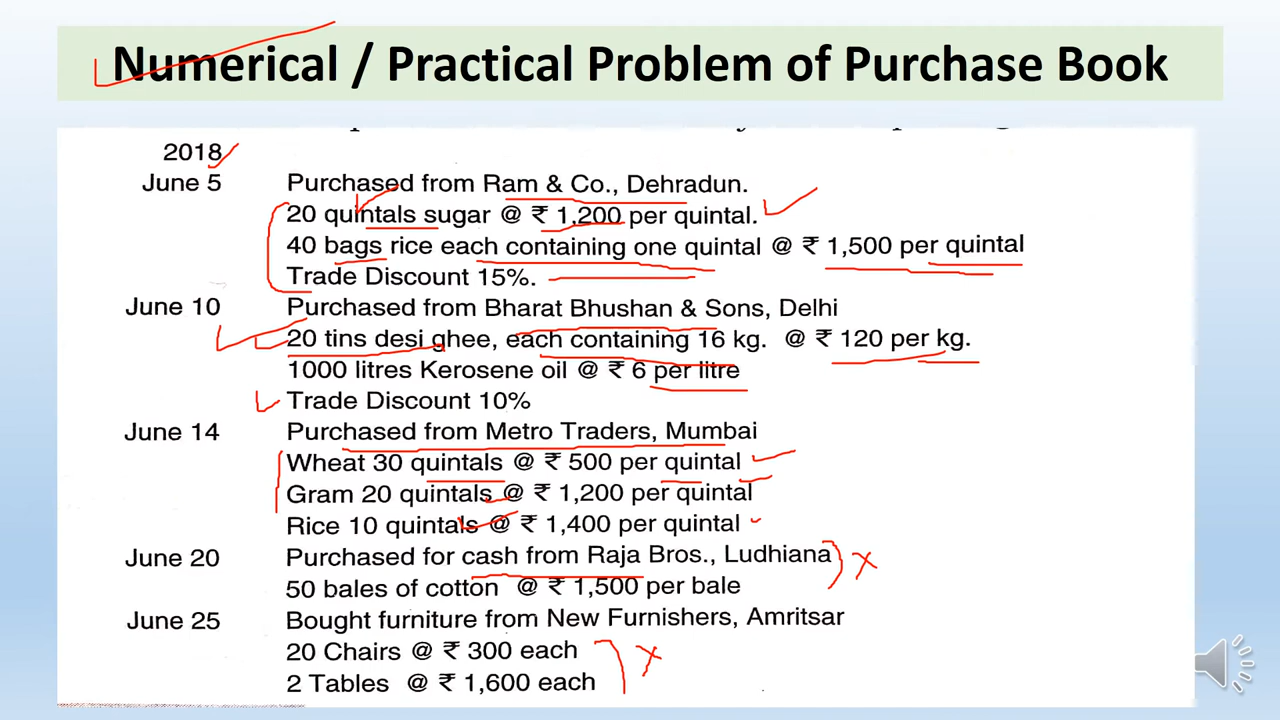 Numerical / Practical Problem of Purchase Book
2018
June 5 Purchased from Ram & Co., Dehradun.
20 quintals sugar @ ₹ 1,200 per quintal.
40 bags rice each containing one quintal @ ₹ 1,500 per quintal
Trade Discount 15%.
June 10 Purchased from Bharat Bhushan & Sons, Delhi
20 tins desi ghee, each containing 16 kg. @ ₹ 120 per kg.
1000 litres Kerosene oil @ ₹ 6 per litre
Trade Discount 10%
June 14 Purchased from Metro Traders, Mumbai
Wheat 30 quintals @ ₹ 500 per quintal
Gram 20 quintals @ ₹ 1,200 per quintal
Rice 10 quintals @ ₹ 1,400 per quintal
June 20 Purchased for cash from Raja Bros., Ludhiana
50 bales of cotton @ ₹ 1,500 per bale
June 25 Bought furniture from New Furnishers, Amritsar
20 Chairs @ ₹ 300 each
2 Tables @ ₹ 1,600 each